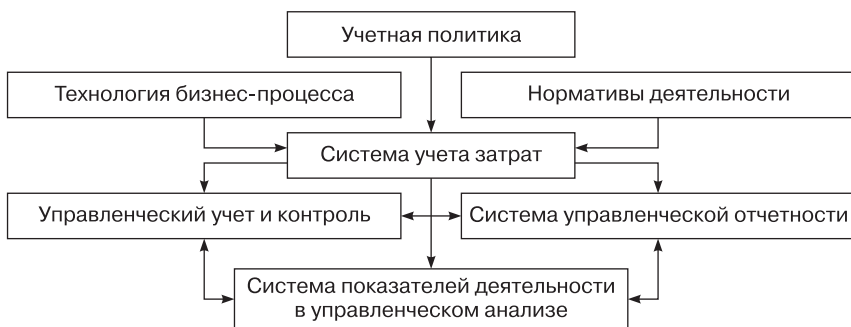 Учетная политика
Технология бизнес-процесса
Нормативы деятельности
Система учета затрат
Управленческий учет и контроль
Система управленческой отчетности
Система показателей деятельности
в управленческом анализе